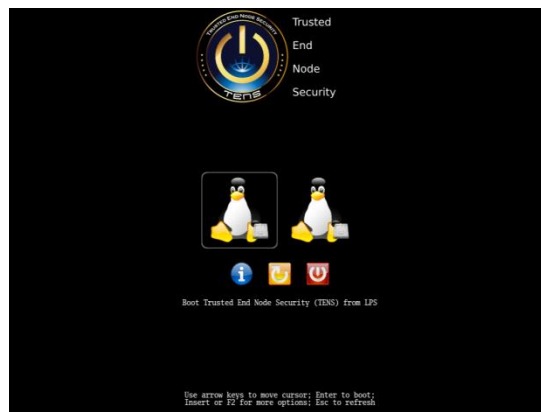 TRUSTED END NODE SECURITY
TENS
Trusted
End
Node
Security
Boot Trusted End Node Security (TENS) from LPS
Use arrow keys to move cursor; Enter to boot;
Insert or F2 for more options; Esc to refresh